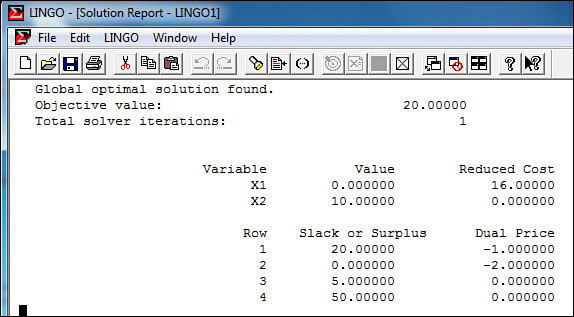 LINGO - [Solution Report - LINGO1]
File Edit LINGO Window Help
Global optimal solution found.
Objective value: 20.00000
Total solver iterations: 1
Variable Value Reduced Cost
X1 0.000000 16.00000
X2 10.00000 0.000000
Row Slack or Surplus Dual Price
1 20.00000 -1.000000
2 0.000000 -2.000000
3 5.000000 0.000000
4 50.00000 0.000000